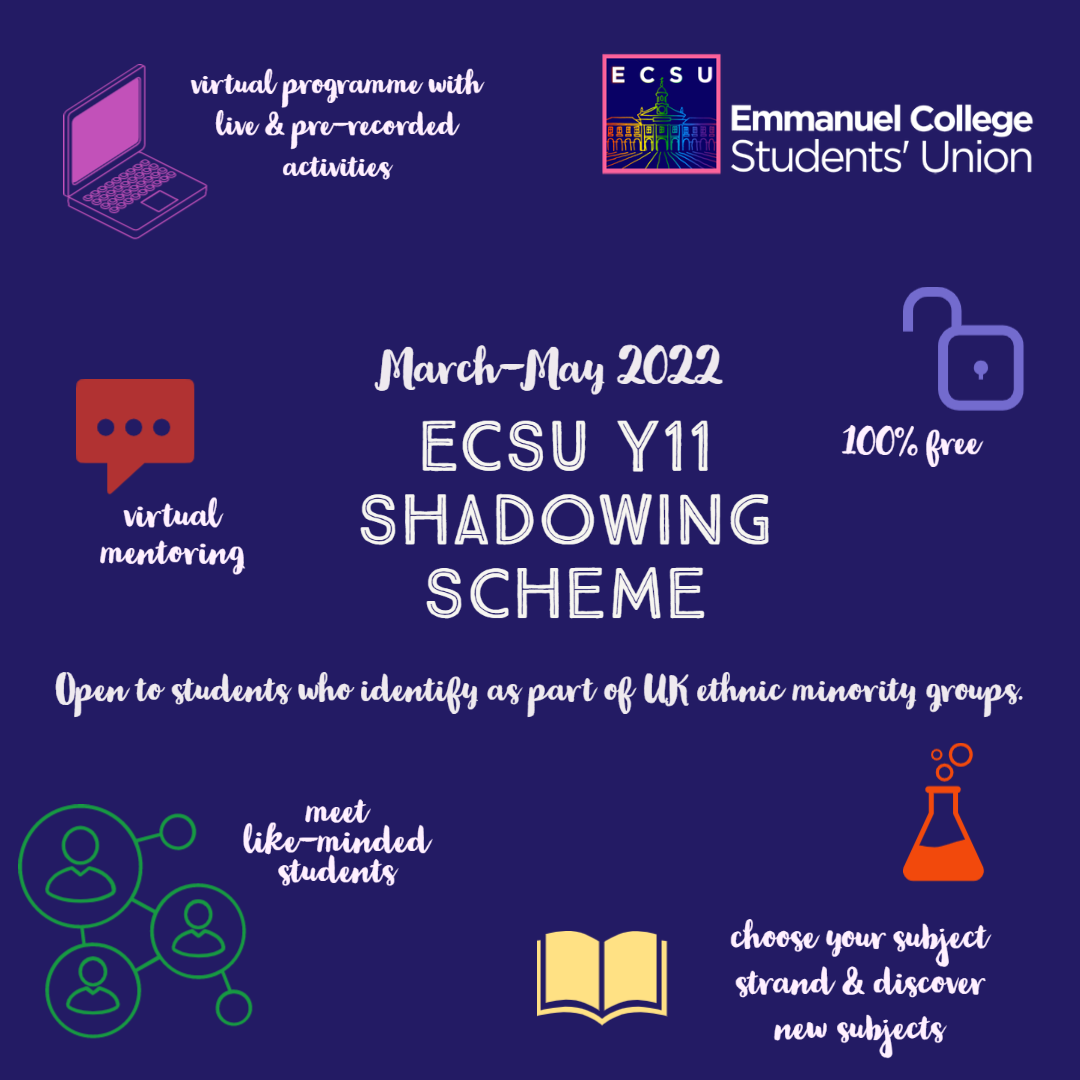 virtual programme with
live & pre-recorded
activities
ECSU
Emmanuel College
Students' Union
March-May 2022
ECSU Y11
SHADOWING
SCHEME
100% free
virtual
mentoring
Open to students who identify as part of UK ethnic minority groups.
meet
like-minded
students
choose your subject
strand & discover
new subjects